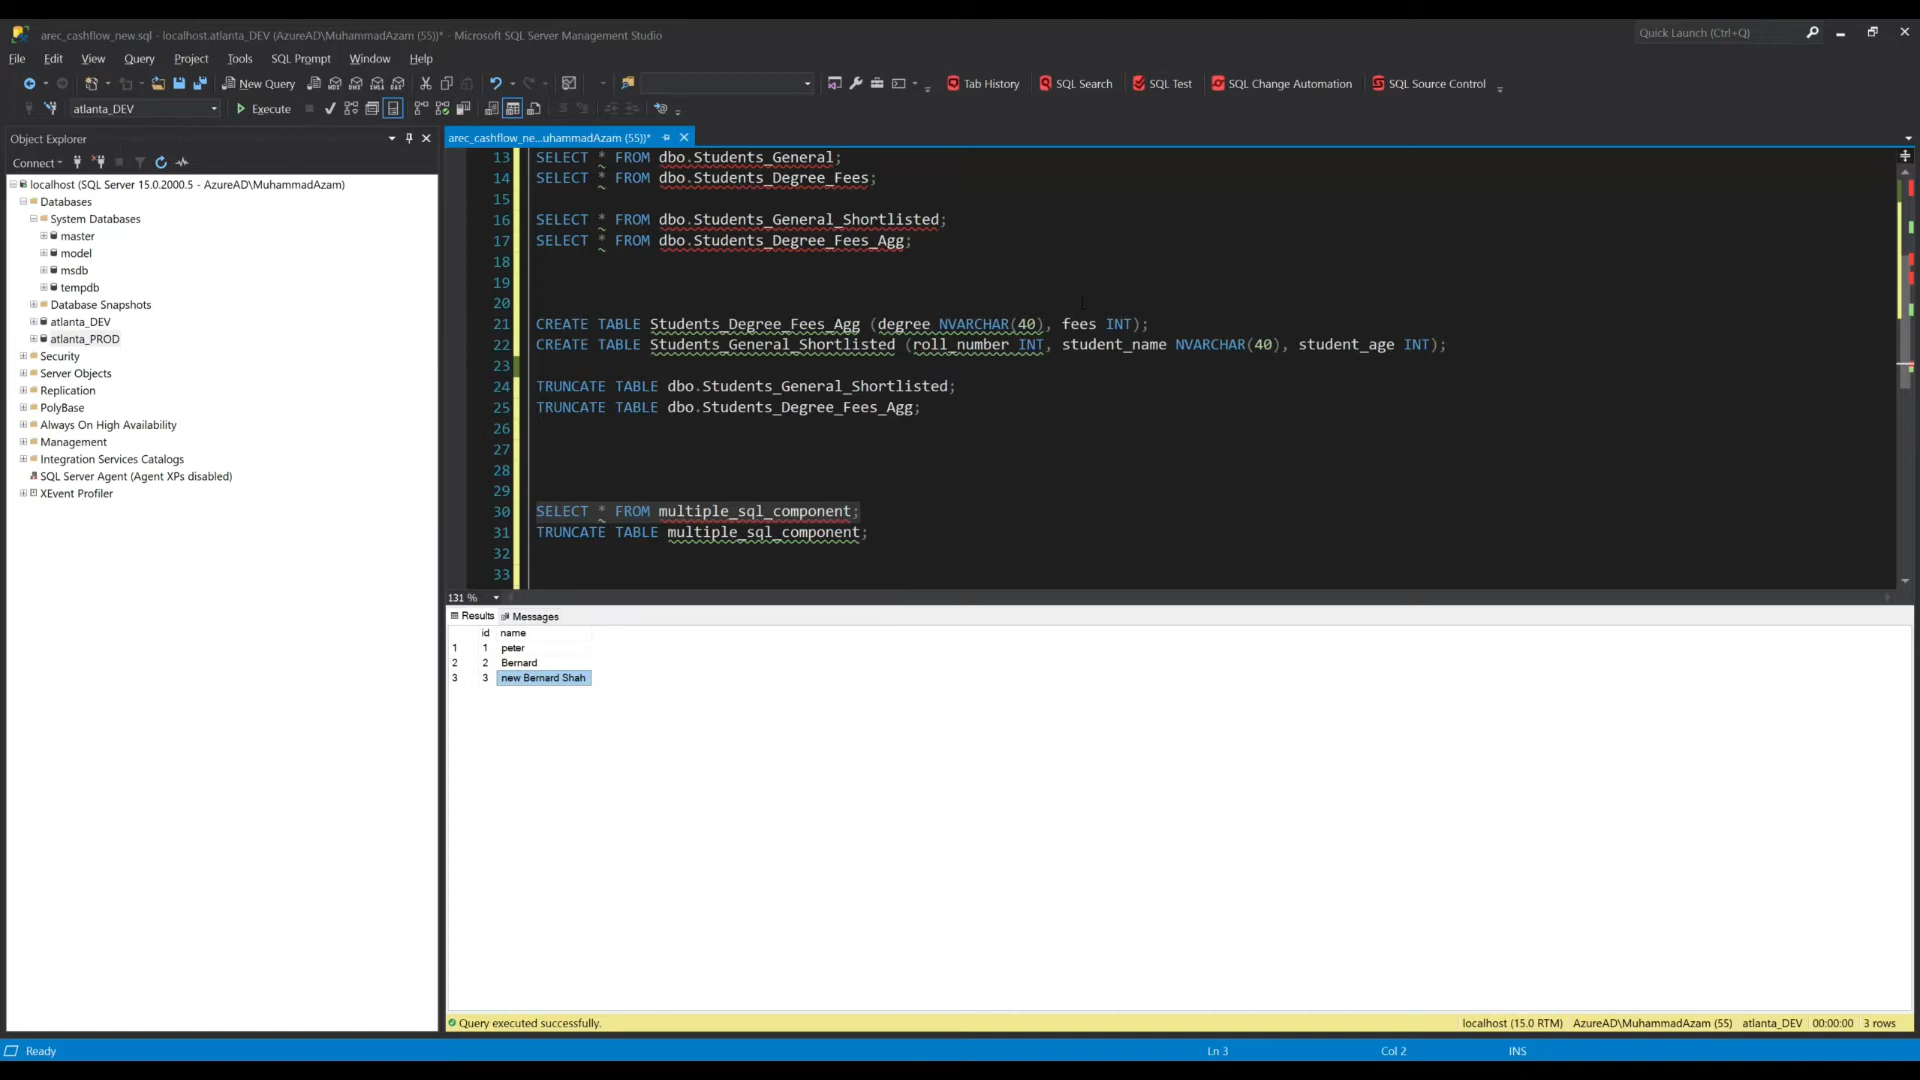 arec_cashflow_new.sql - localhost.atlanta_DEV (AzureAD\MuhammadAzam (55))* - Microsoft SQL Server Management Studio
Quick Launch (Ctrl+Q)
File Edit View Query Project Tools SQL Prompt Window Help
New Query
Tab History SQL Search SQL Test SQL Change Automation SQL Source Control
atlanta_DEV Execute
Object Explorer
Connect
localhost (SQL Server 15.0.2000.5 - AzureAD\MuhammadAzam)
Databases
System Databases
master
model
msdb
tempdb
Database Snapshots
atlanta_DEV
atlanta_PROD
Security
Server Objects
Replication
PolyBase
Always On High Availability
Management
Integration Services Catalogs
SQL Server Agent (Agent XPs disabled)
XEvent Profiler
arec_cashflow_ne...uhammadAzam (55))*
13 SELECT * FROM dbo.Students_General;
14 SELECT * FROM dbo.Students_Degree_Fees;
15
16 SELECT * FROM dbo.Students_General_Shortlisted;
17 SELECT * FROM dbo.Students_Degree_Fees_Agg;
18
19
20
21 CREATE TABLE Students_Degree_Fees_Agg (degree NVARCHAR(40), fees INT);
22 CREATE TABLE Students_General_Shortlisted (roll_number INT, student_name NVARCHAR(40), student_age INT);
23
24 TRUNCATE TABLE dbo.Students_General_Shortlisted;
25 TRUNCATE TABLE dbo.Students_Degree_Fees_Agg;
26
27
28
29
30 SELECT * FROM multiple_sql_component;
31 TRUNCATE TABLE multiple_sql_component;
32
33
131 %
Results Messages
id name
1 1 peter
2 2 Bernard
3 3 new Bernard Shah
Query executed successfully. localhost (15.0 RTM) AzureAD\MuhammadAzam (55) atlanta_DEV 00:00:00 3 rows
Ready Ln 3 Col 2 INS